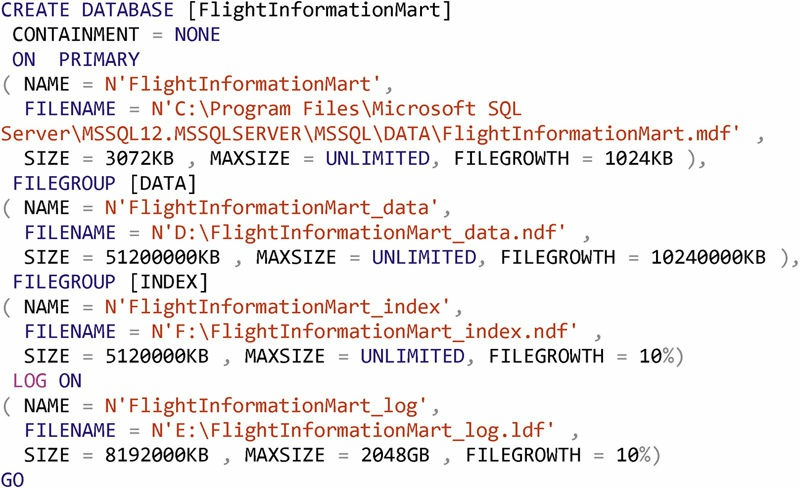 CREATE DATABASE [FlightInformationMart]
 CONTAINMENT = NONE
 ON  PRIMARY
( NAME = N'FlightInformationMart',
  FILENAME = N'C:\Program Files\Microsoft SQL
Server\MSSQL12.MSSQLSERVER\MSSQL\DATA\FlightInformationMart.mdf' ,
  SIZE = 3072KB , MAXSIZE = UNLIMITED, FILEGROWTH = 1024KB ),
 FILEGROUP [DATA]
( NAME = N'FlightInformationMart_data',
  FILENAME = N'D:\FlightInformationMart_data.ndf' ,
  SIZE = 51200000KB , MAXSIZE = UNLIMITED, FILEGROWTH = 10240000KB ),
 FILEGROUP [INDEX]
( NAME = N'FlightInformationMart_index',
  FILENAME = N'F:\FlightInformationMart_index.ndf' ,
  SIZE = 5120000KB , MAXSIZE = UNLIMITED, FILEGROWTH = 10%)
 LOG ON
( NAME = N'FlightInformationMart_log',
  FILENAME = N'E:\FlightInformationMart_log.ldf' ,
  SIZE = 8192000KB , MAXSIZE = 2048GB , FILEGROWTH = 10%)
GO